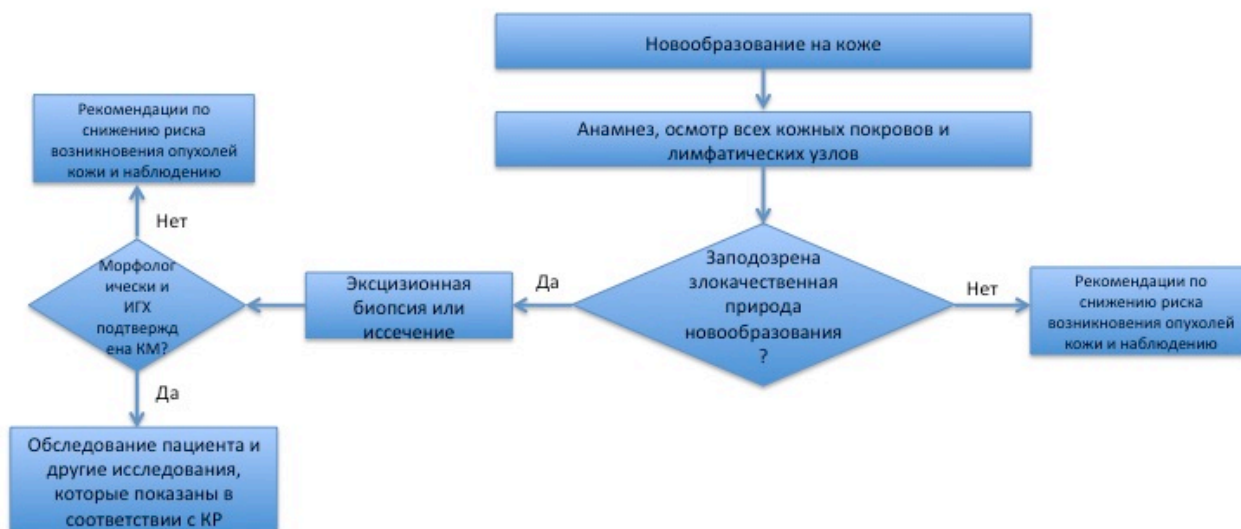 Новообразование на коже
Анамнез, осмотр всех кожных покровов и
лимфатических узлов
Заподозрена
злокачественная
природа
новообразования
?
Нет
Рекомендации по
снижению риска
возникновения опухолей
кожи и наблюдению
Да
Эксцизионная
биопсия или
иссечение
Морфолог
ически и
ИГХ
подтвержд
ена КМ?
Нет
Рекомендации по
снижению риска
возникновения опухолей
кожи и наблюдению
Да
Обследование пациента и
другие исследования,
которые показаны в
соответствии с КР